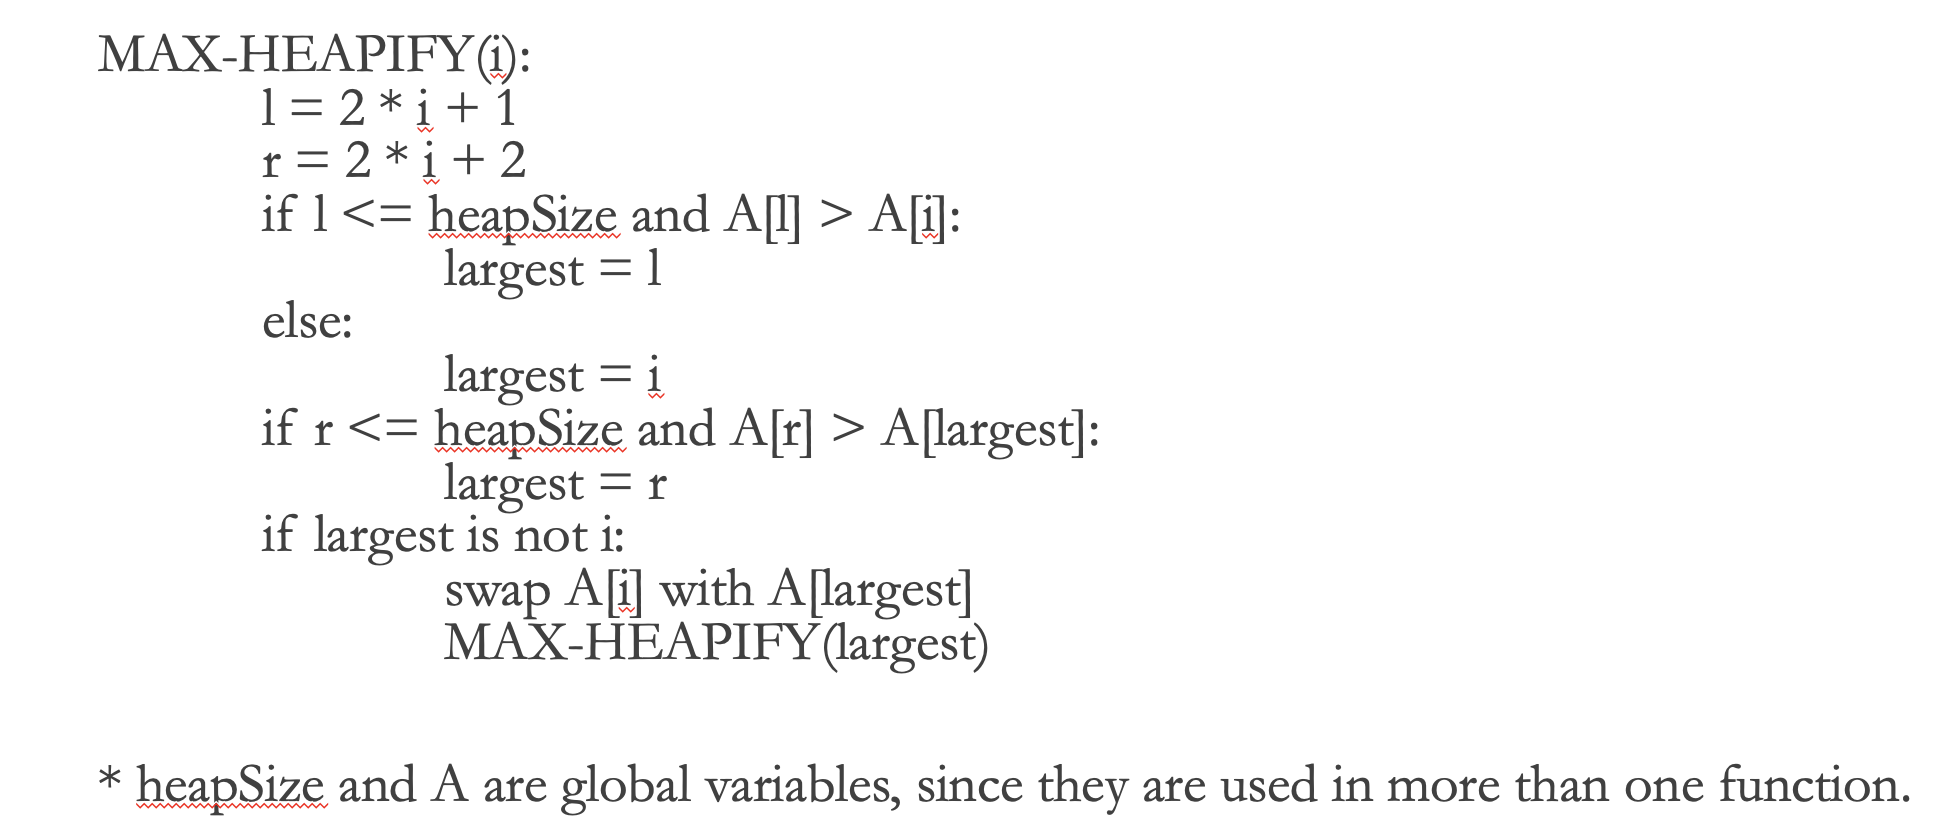 MAX-HEAPIFY(i):
l = 2 * i + 1
r = 2 * i + 2
if l <= heapSize and A[l] > A[i]:
largest = l
else:
largest = i
if r <= heapSize and A[r] > A[largest]:
largest = r
if largest is not i:
swap A[i] with A[largest]
MAX-HEAPIFY(largest)
* heapSize and A are global variables, since they are used in more than one function.